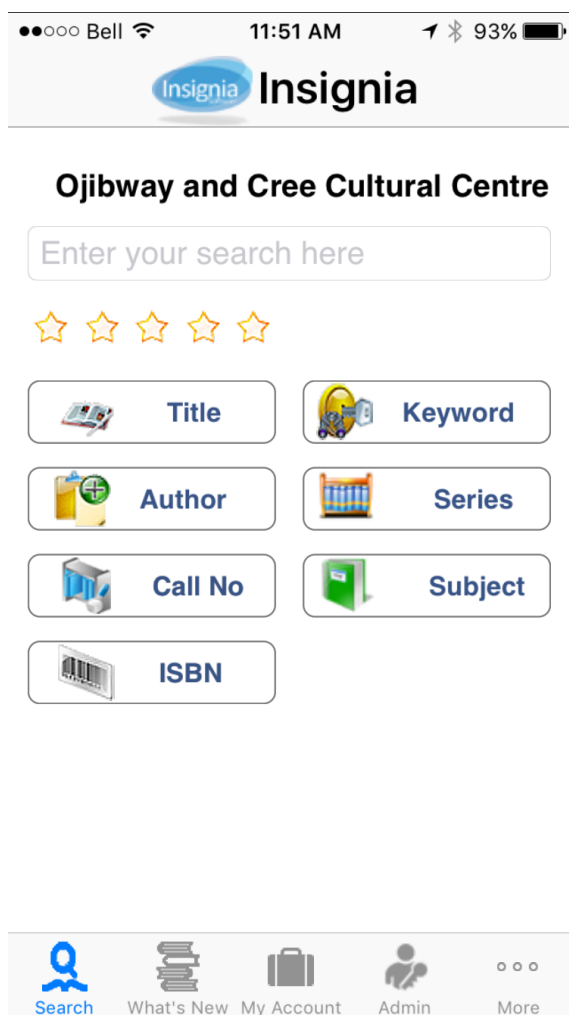 ●●○○○ Bell 11:51 AM 93%
Insignia Insignia
Ojibway and Cree Cultural Centre
Enter your search here
Title Keyword
Author Series
Call No Subject
ISBN
Search What's New My Account Admin More